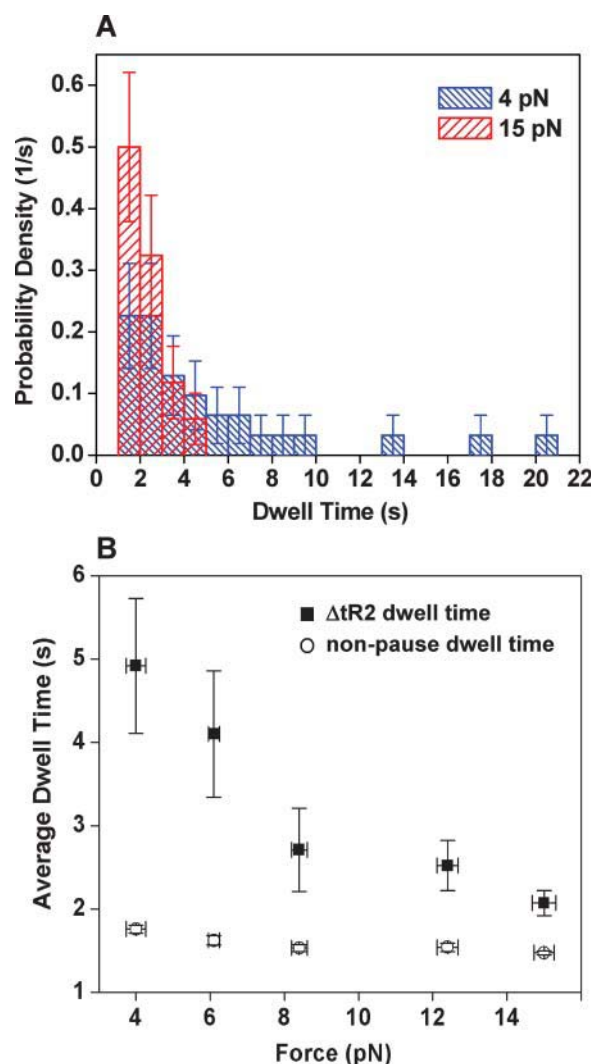 A
0.6
0.5
0.4
0.3
0.2
0.1
0.0
Probability Density (1/s)
4 pN
15 pN
0 2 4 6 8 10 12 14 16 18 20 22
Dwell Time (s)
B
6
5
4
3
2
1
Average Dwell Time (s)
ΔtR2 dwell time
non-pause dwell time
4 6 8 10 12 14
Force (pN)